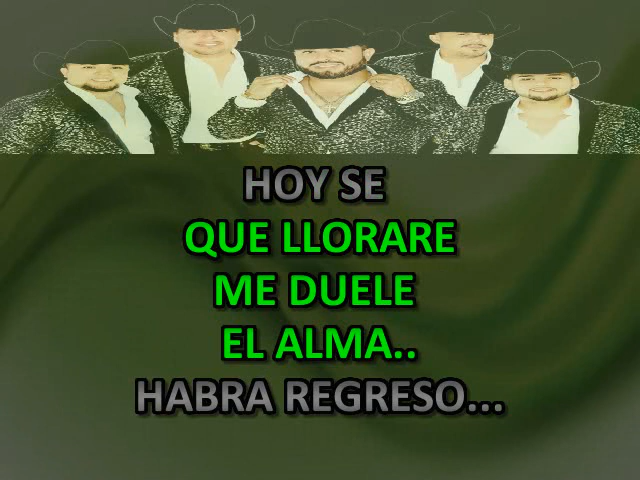 HOY SE
QUE LLORARE
ME DUELE
EL ALMA..
HABRA REGRESO...